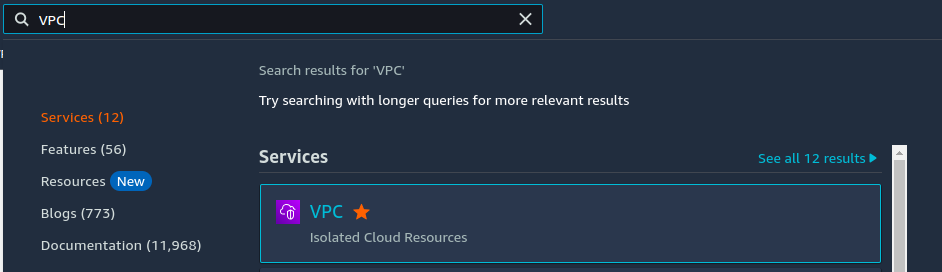 VPC
Search results for 'VPC'
Try searching with longer queries for more relevant results
Services (12)
Features (56)
Resources New
Blogs (773)
Documentation (11,968)
Services
See all 12 results
VPC
Isolated Cloud Resources